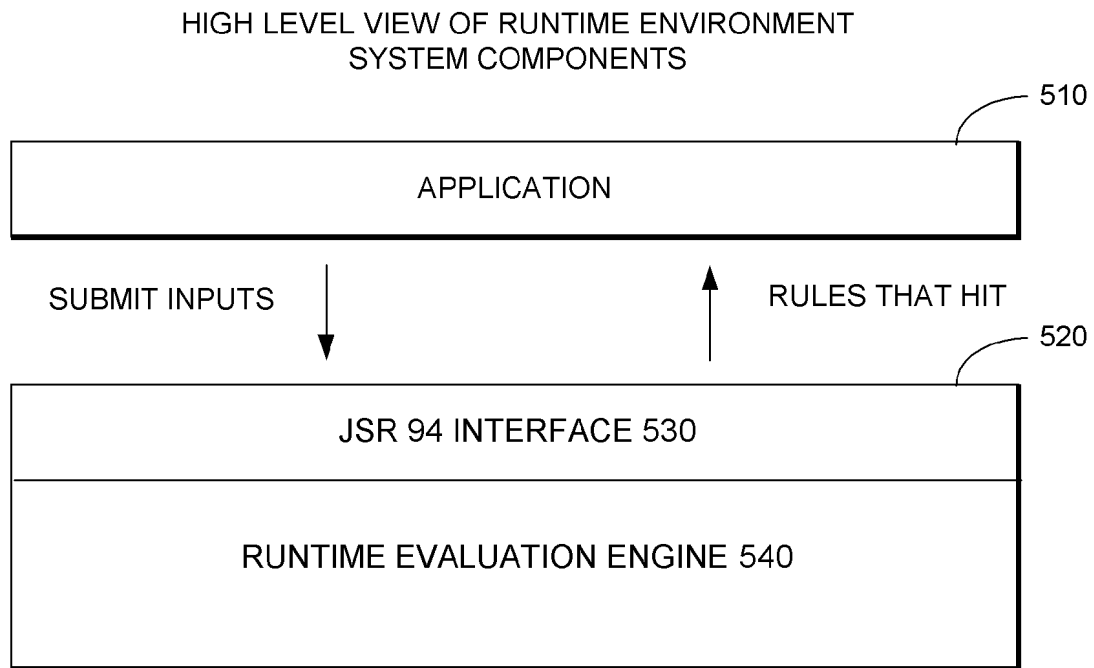 HIGH LEVEL VIEW OF RUNTIME ENVIRONMENT
SYSTEM COMPONENTS
510
APPLICATION
SUBMIT INPUTS
RULES THAT HIT
520
JSR 94 INTERFACE 530
RUNTIME EVALUATION ENGINE 540